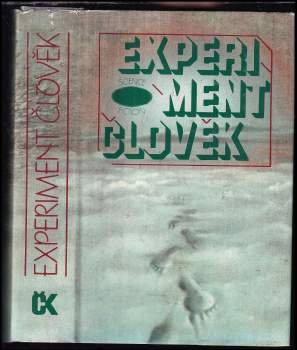 EXPERIMENT ČLOVĚK
ČK
EXPERI
MENT
ČLOVĚK
SCIENCE
FICTION